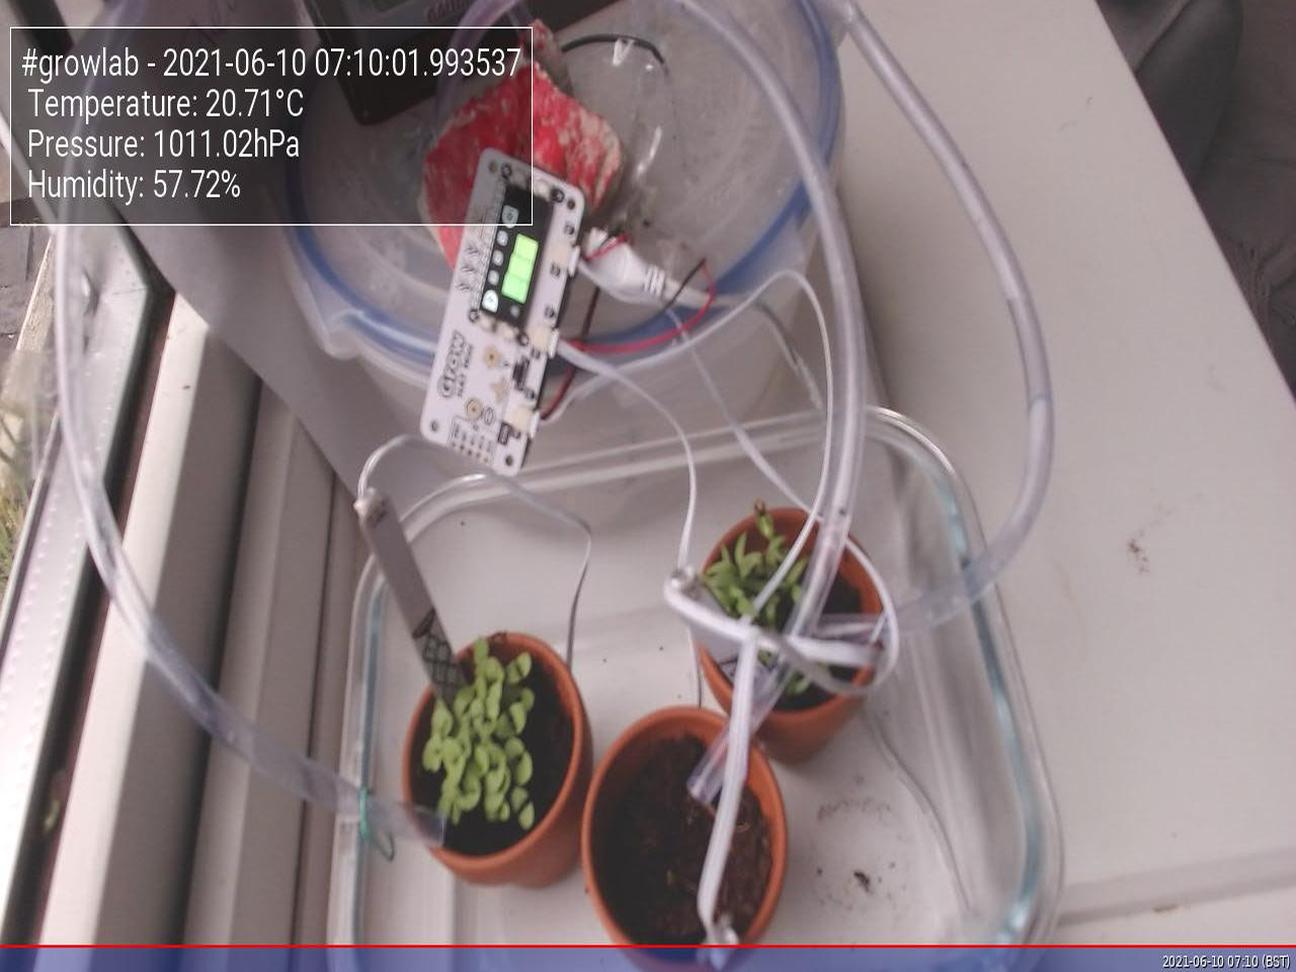 #growlab - 2021-06-10 07:10:01.993537
Temperature: 20.71°C
Pressure: 1011.02hPa
Humidity: 57.72%
GROW
2021-06-10 07:10 (BST)